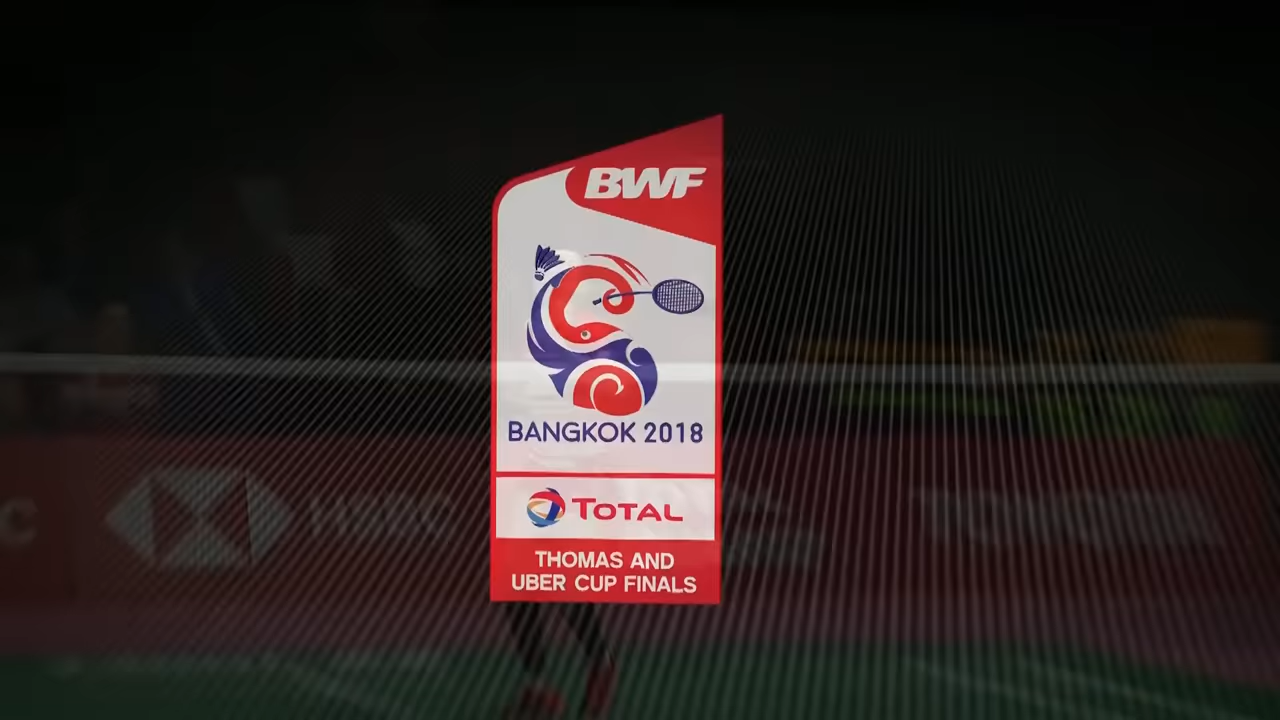 BWF
BANGKOK 2018
TOTAL
THOMAS AND
UBER CUP FINALS